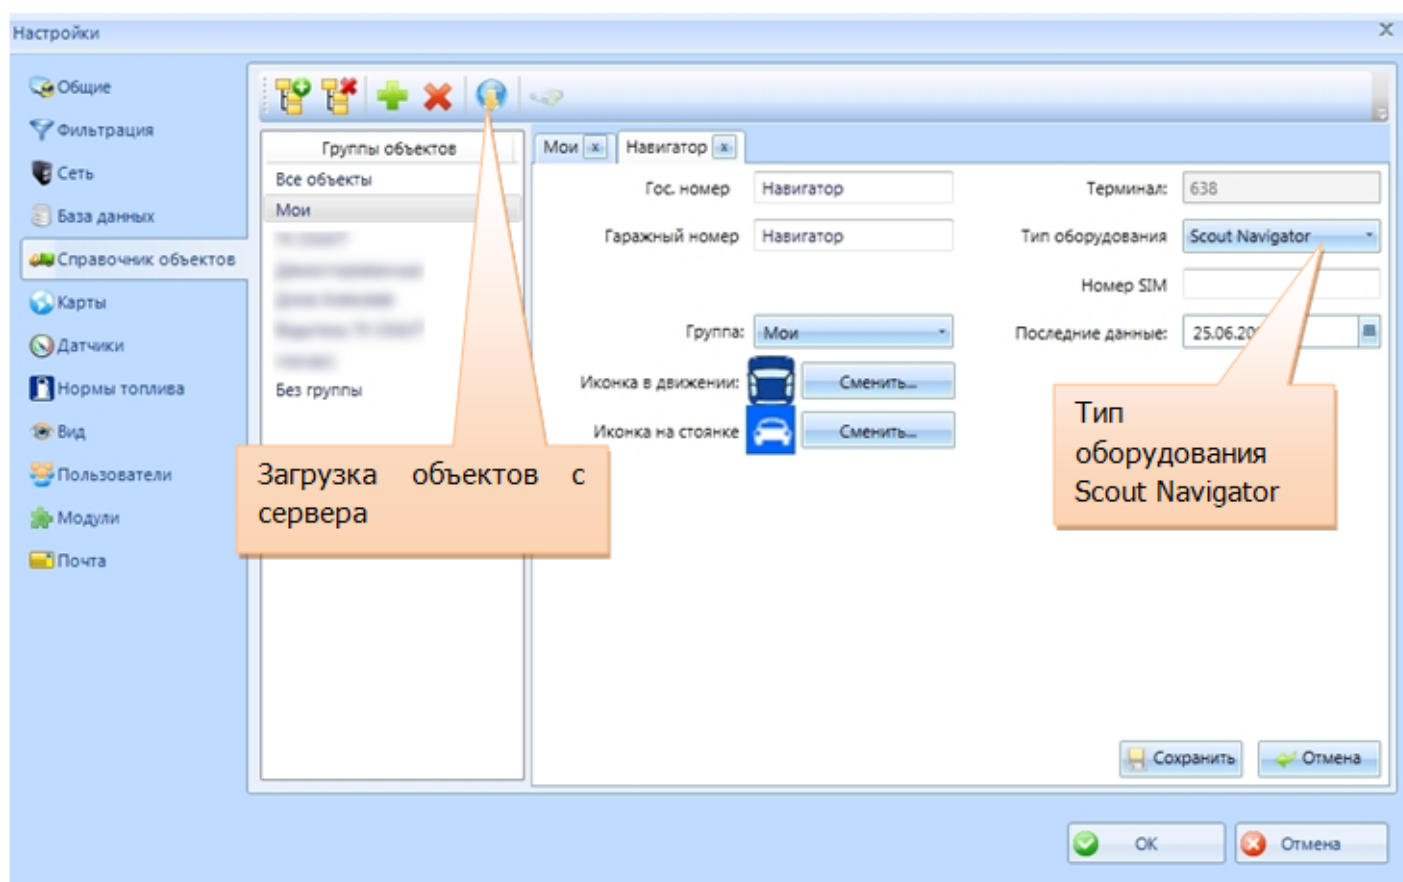 Настройки
Общие
Фильтрация
Сеть
База данных
Справочник объектов
Карты
Датчики
Нормы топлива
Вид
Пользователи
Модули
Почта
Группы объектов
Все объекты
Мои
Без группы
Мои
Навигатор
Гос. номер
Навигатор
Терминал:
638
Гаражный номер
Навигатор
Тип оборудования
Scout Navigator
Номер SIM
Группа:
Мои
Последние данные:
25.06.20
Иконка в движении:
Сменить...
Иконка на стоянке
Сменить...
Загрузка объектов с
сервера
Тип
оборудования
Scout Navigator
Сохранить
Отмена
OK
Отмена